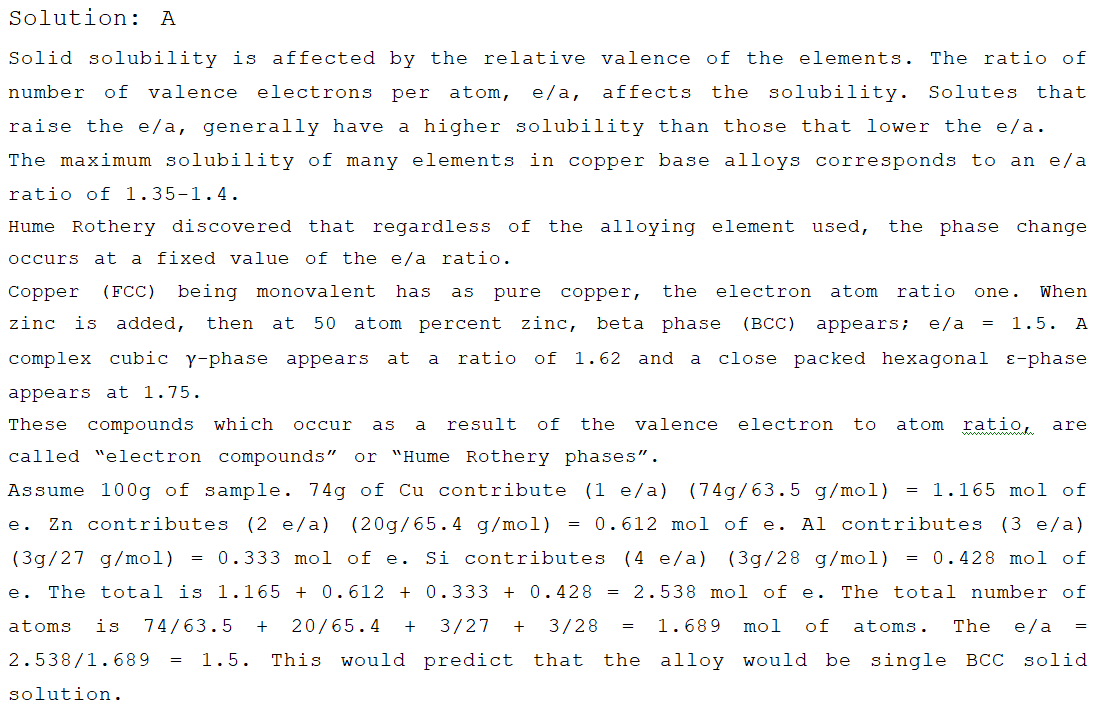 Solution: A
Solid solubility is affected by the relative valence of the elements. The ratio of
number of valence electrons per atom, e/a, affects the solubility. Solutes that
raise the e/a, generally have a higher solubility than those that lower the e/a.
The maximum solubility of many elements in copper base alloys corresponds to an e/a
ratio of 1.35-1.4.
Hume Rothery discovered that regardless of the alloying element used, the phase change
occurs at a fixed value of the e/a ratio.
Copper (FCC) being monovalent has as pure copper, the electron atom ratio one. When
zinc is added, then at 50 atom percent zinc, beta phase (BCC) appears; e/a = 1.5. A
complex cubic γ-phase appears at a ratio of 1.62 and a close packed hexagonal ε-phase
appears at 1.75.
These compounds which occur as a result of the valence electron to atom ratio, are
called “electron compounds” or “Hume Rothery phases”.
Assume 100g of sample. 74g of Cu contribute (1 e/a) (74g/63.5 g/mol) = 1.165 mol of
e. Zn contributes (2 e/a) (20g/65.4 g/mol) = 0.612 mol of e. Al contributes (3 e/a)
(3g/27 g/mol) = 0.333 mol of e. Si contributes (4 e/a) (3g/28 g/mol) = 0.428 mol of
e. The total is 1.165 + 0.612 + 0.333 + 0.428 = 2.538 mol of e. The total number of
atoms is 74/63.5 + 20/65.4 + 3/27 + 3/28 = 1.689 mol of atoms. The e/a =
2.538/1.689 = 1.5. This would predict that the alloy would be single BCC solid
solution.